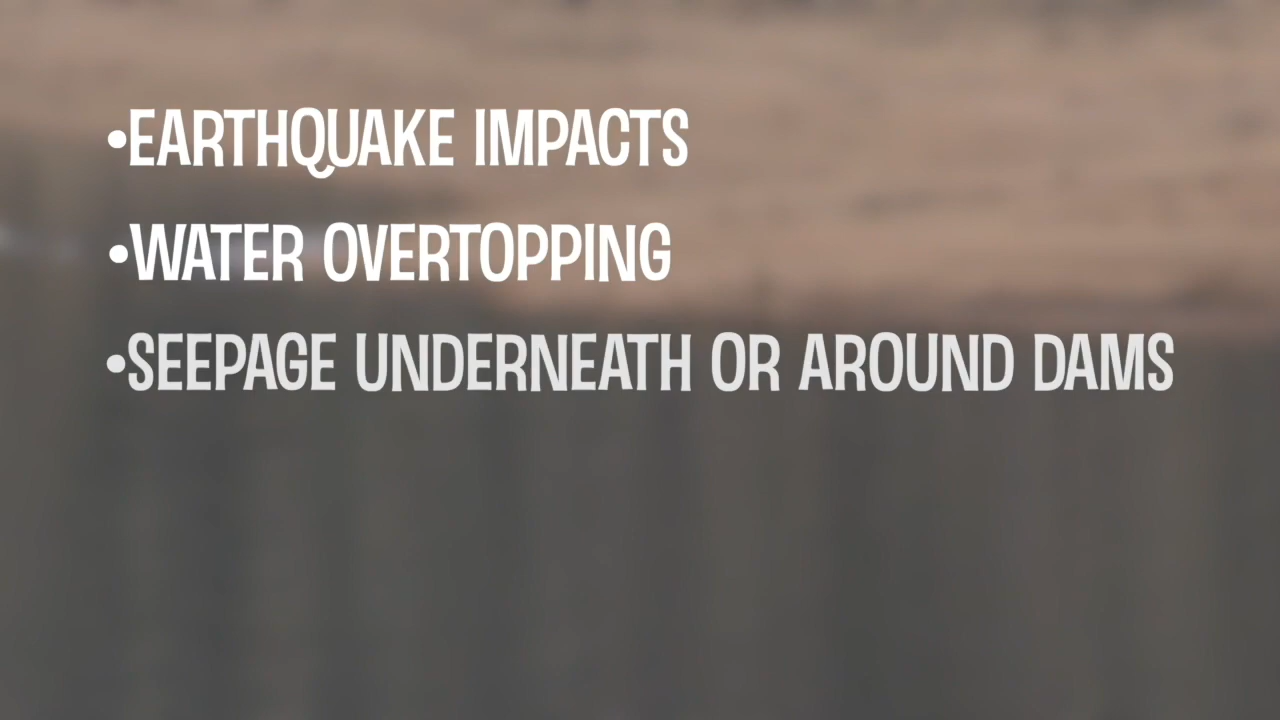 •EARTHQUAKE IMPACTS
•WATER OVERTOPPING
•SEEPAGE UNDERNEATH OR AROUND DAMS